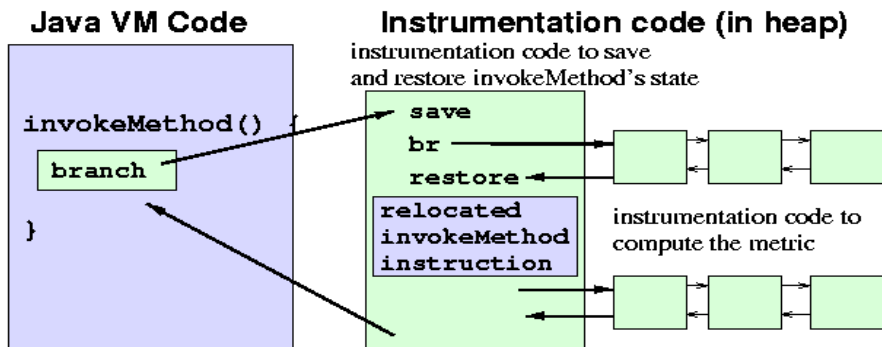 Java VM Code
Instrumentation code (in heap)
instrumentation code to save
and restore invokeMethod's state
invokeMethod() {
branch
}
save
br
restore
relocated
invokeMethod
instruction
instrumentation code to
compute the metric